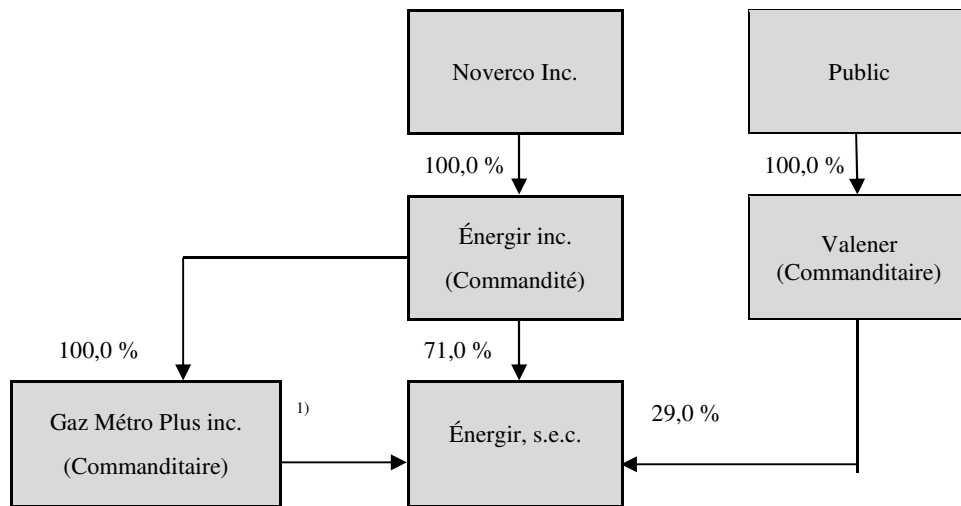 Noverco Inc.
Public
100,0 %
100,0 %
Énergir inc.
(Commandité)
Valener
(Commanditaire)
100,0 %
71,0 %
Gaz Métro Plus inc.
(Commanditaire)
1)
Énergir, s.e.c.
29,0 %